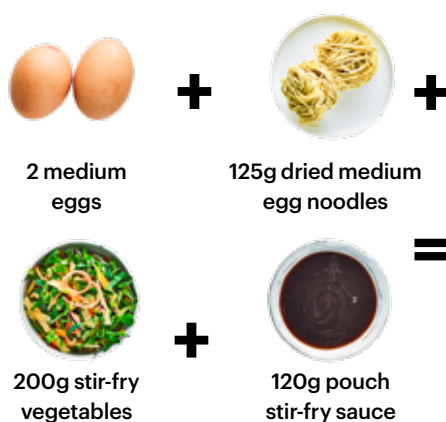 +
+
2 medium
eggs
125g dried medium
egg noodles
=
+
200g stir-fry
vegetables
120g pouch
stir-fry sauce